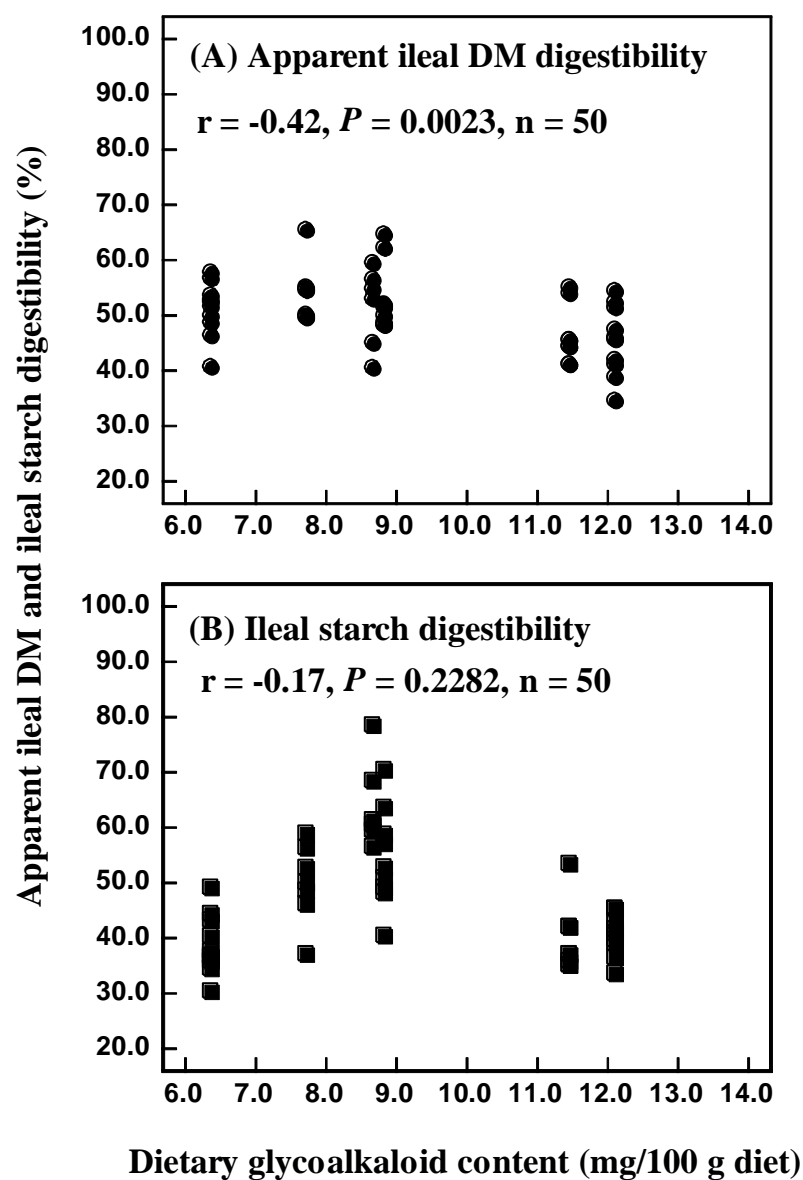 Apparent ileal DM and ileal starch digestibility (%)
(A) Apparent ileal DM digestibility
r = -0.42, P = 0.0023, n = 50
100.0
90.0
80.0
70.0
60.0
50.0
40.0
30.0
20.0
6.0 7.0 8.0 9.0 10.0 11.0 12.0 13.0 14.0
(B) Ileal starch digestibility
r = -0.17, P = 0.2282, n = 50
100.0
90.0
80.0
70.0
60.0
50.0
40.0
30.0
20.0
6.0 7.0 8.0 9.0 10.0 11.0 12.0 13.0 14.0
Dietary glycoalkaloid content (mg/100 g diet)